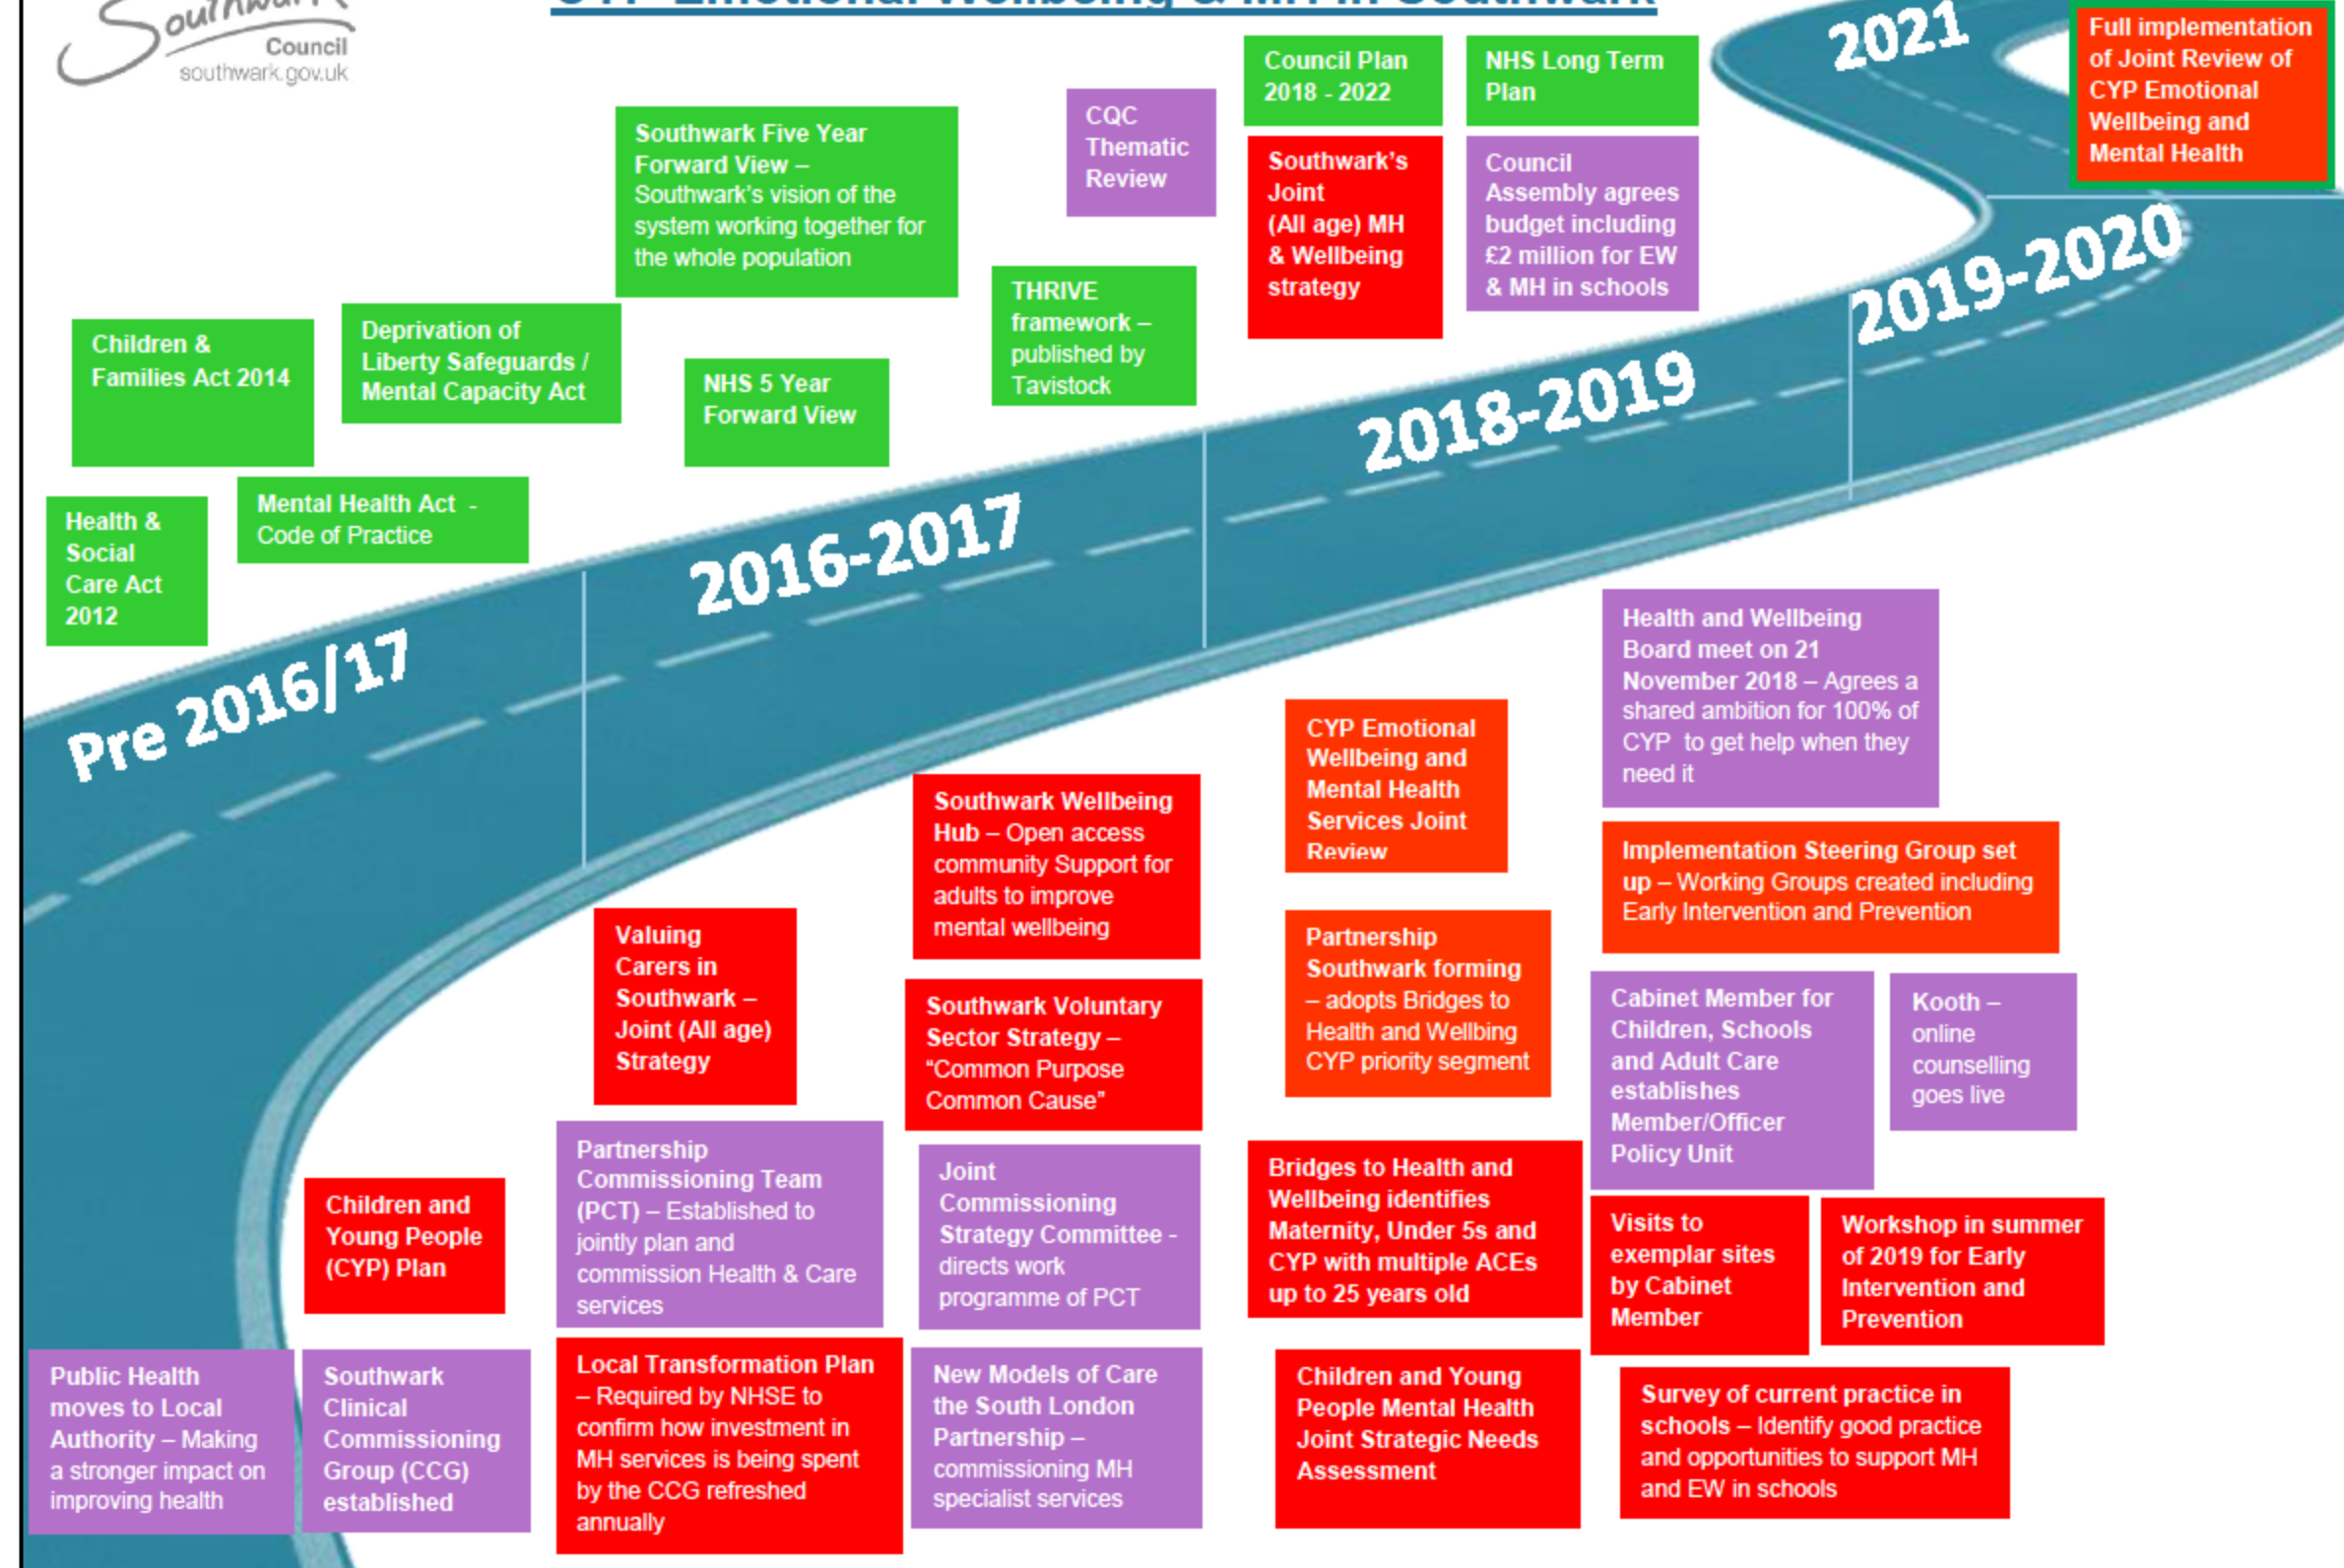 Southwark
Council
southwark.gov.uk
CYP Emotional Wellbeing & MH in Southwark
2021
Full implementation
of Joint Review of
CYP Emotional
Wellbeing and
Mental Health
Council Plan
2018 - 2022
NHS Long Term
Plan
CQC
Thematic
Review
Southwark Five Year
Forward View –
Southwark's vision of the
system working together for
the whole population
Southwark's
Joint
(All age) MH
& Wellbeing
strategy
Council
Assembly agrees
budget including
£2 million for EW
& MH in schools
THRIVE
framework –
published by
Tavistock
Children &
Families Act 2014
Deprivation of
Liberty Safeguards /
Mental Capacity Act
NHS 5 Year
Forward View
Health &
Social
Care Act
2012
Mental Health Act -
Code of Practice
2019-2020
2018-2019
2016-2017
Pre 2016/17
Health and Wellbeing
Board meet on 21
November 2018 – Agrees a
shared ambition for 100% of
CYP to get help when they
need it
CYP Emotional
Wellbeing and
Mental Health
Services Joint
Review
Southwark Wellbeing
Hub – Open access
community Support for
adults to improve
mental wellbeing
Implementation Steering Group set
up – Working Groups created including
Early Intervention and Prevention
Valuing
Carers in
Southwark –
Joint (All age)
Strategy
Southwark Voluntary
Sector Strategy –
“Common Purpose
Common Cause”
Partnership
Southwark forming
– adopts Bridges to
Health and Wellbing
CYP priority segment
Cabinet Member for
Children, Schools
and Adult Care
establishes
Member/Officer
Policy Unit
Kooth –
online
counselling
goes live
Children and
Young People
(CYP) Plan
Partnership
Commissioning Team
(PCT) – Established to
jointly plan and
commission Health & Care
services
Joint
Commissioning
Strategy Committee -
directs work
programme of PCT
Bridges to Health and
Wellbeing identifies
Maternity, Under 5s and
CYP with multiple ACEs
up to 25 years old
Visits to
exemplar sites
by Cabinet
Member
Workshop in summer
of 2019 for Early
Intervention and
Prevention
Public Health
moves to Local
Authority – Making
a stronger impact on
improving health
Southwark
Clinical
Commissioning
Group (CCG)
established
Local Transformation Plan
– Required by NHSE to
confirm how investment in
MH services is being spent
by the CCG refreshed
annually
New Models of Care
the South London
Partnership –
commissioning MH
specialist services
Children and Young
People Mental Health
Joint Strategic Needs
Assessment
Survey of current practice in
schools – Identify good practice
and opportunities to support MH
and EW in schools